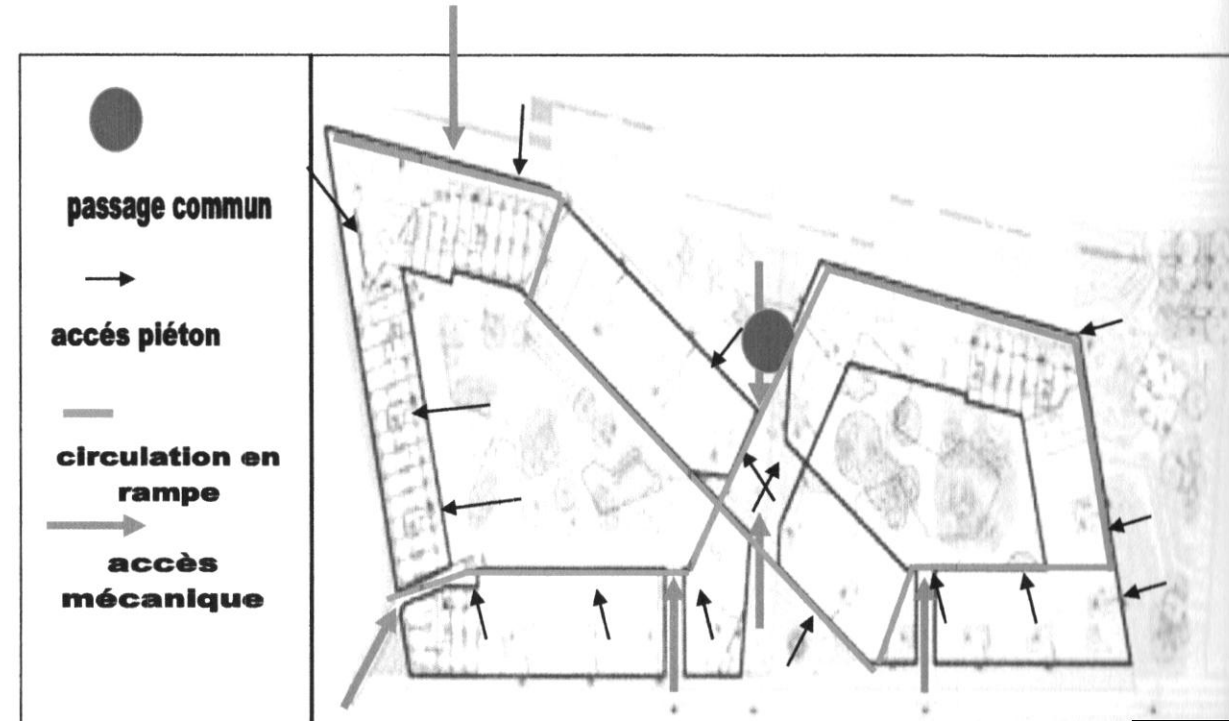 passage commun
accés piéton
circulation en
rampe
accès
mécanique